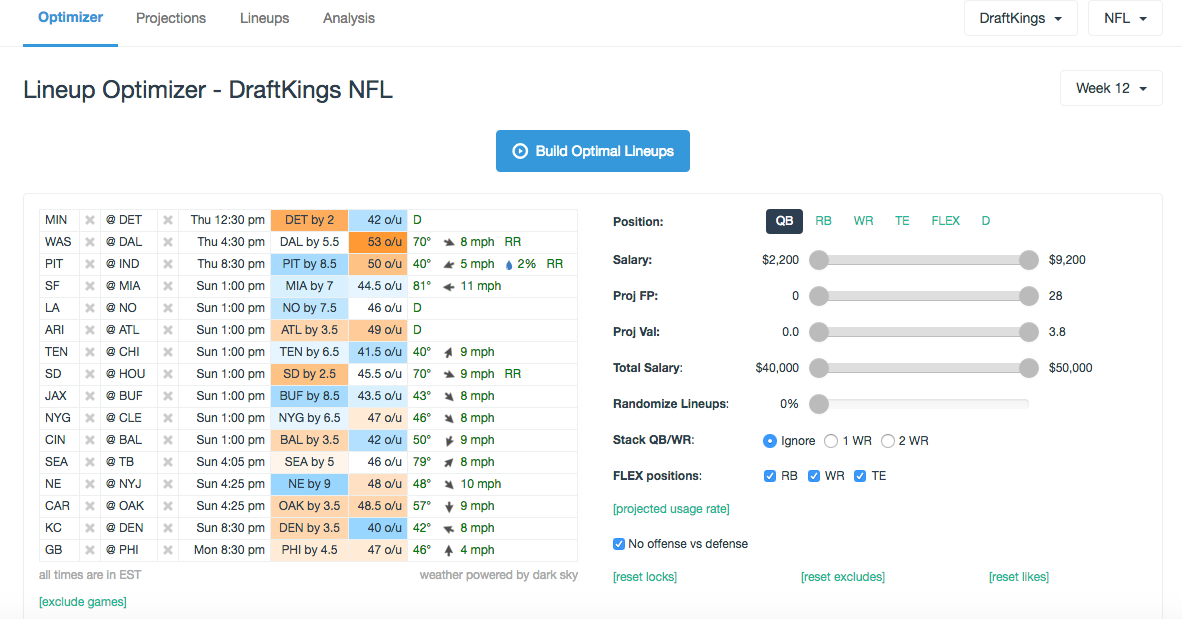 Optimizer Projections Lineups Analysis DraftKings NFL
Lineup Optimizer - DraftKings NFL Week 12
Build Optimal Lineups
MIN @ DET Thu 12:30 pm DET by 2 42 o/u D
WAS @ DAL Thu 4:30 pm DAL by 5.5 53 o/u 70° 8 mph RR
PIT @ IND Thu 8:30 pm PIT by 8.5 50 o/u 40° 5 mph 2% RR
SF @ MIA Sun 1:00 pm MIA by 7 44.5 o/u 81° 11 mph
LA @ NO Sun 1:00 pm NO by 7.5 46 o/u D
ARI @ ATL Sun 1:00 pm ATL by 3.5 49 o/u D
TEN @ CHI Sun 1:00 pm TEN by 6.5 41.5 o/u 40° 9 mph
SD @ HOU Sun 1:00 pm SD by 2.5 45.5 o/u 70° 9 mph RR
JAX @ BUF Sun 1:00 pm BUF by 8.5 43.5 o/u 43° 8 mph
NYG @ CLE Sun 1:00 pm NYG by 6.5 47 o/u 46° 8 mph
CIN @ BAL Sun 1:00 pm BAL by 3.5 42 o/u 50° 9 mph
SEA @ TB Sun 4:05 pm SEA by 5 46 o/u 79° 8 mph
NE @ NYJ Sun 4:25 pm NE by 9 48 o/u 48° 10 mph
CAR @ OAK Sun 4:25 pm OAK by 3.5 48.5 o/u 57° 9 mph
KC @ DEN Sun 8:30 pm DEN by 3.5 40 o/u 42° 8 mph
GB @ PHI Mon 8:30 pm PHI by 4.5 47 o/u 46° 4 mph
all times are in EST weather powered by dark sky
[exclude games]
Position: QB RB WR TE FLEX D
Salary: $2,200 $9,200
Proj FP: 0 28
Proj Val: 0.0 3.8
Total Salary: $40,000 $50,000
Randomize Lineups: 0%
Stack QB/WR: Ignore 1 WR 2 WR
FLEX positions: RB WR TE
[projected usage rate]
No offense vs defense
[reset locks] [reset excludes] [reset likes]